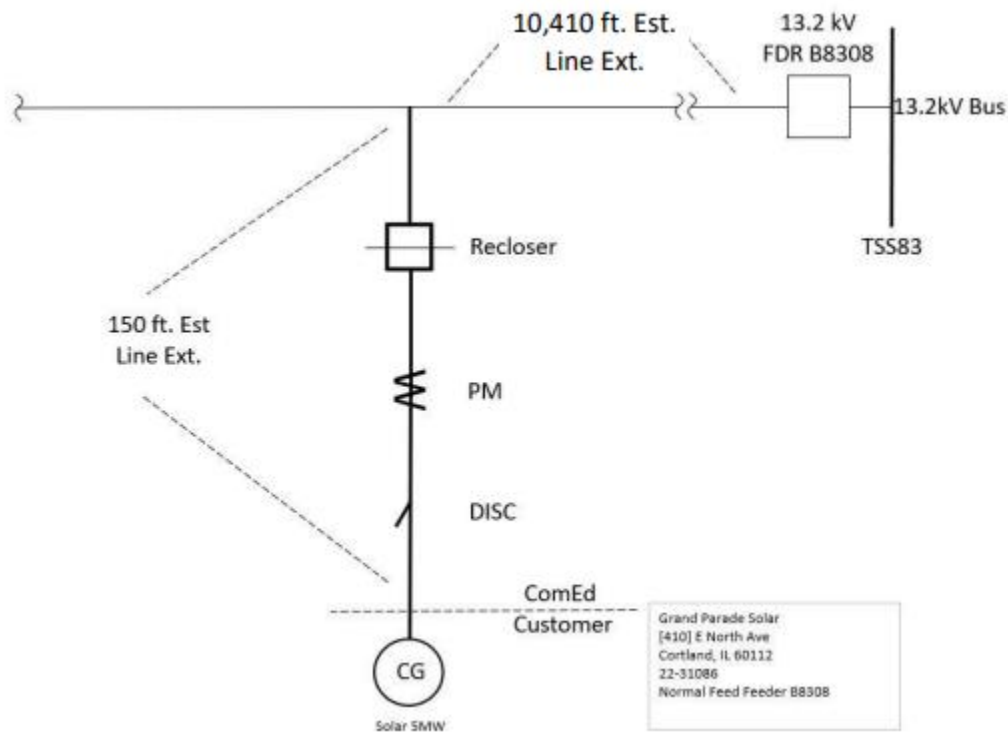 10,410 ft. Est.
Line Ext.
13.2 kV
FDR B8308
13.2kV Bus
TSS83
Recloser
150 ft. Est
Line Ext.
PM
DISC
ComEd
Customer
CG
Solar 5MW
Grand Parade Solar
[410] E North Ave
Cortland, IL 60112
22-31086
Normal Feed Feeder B8308